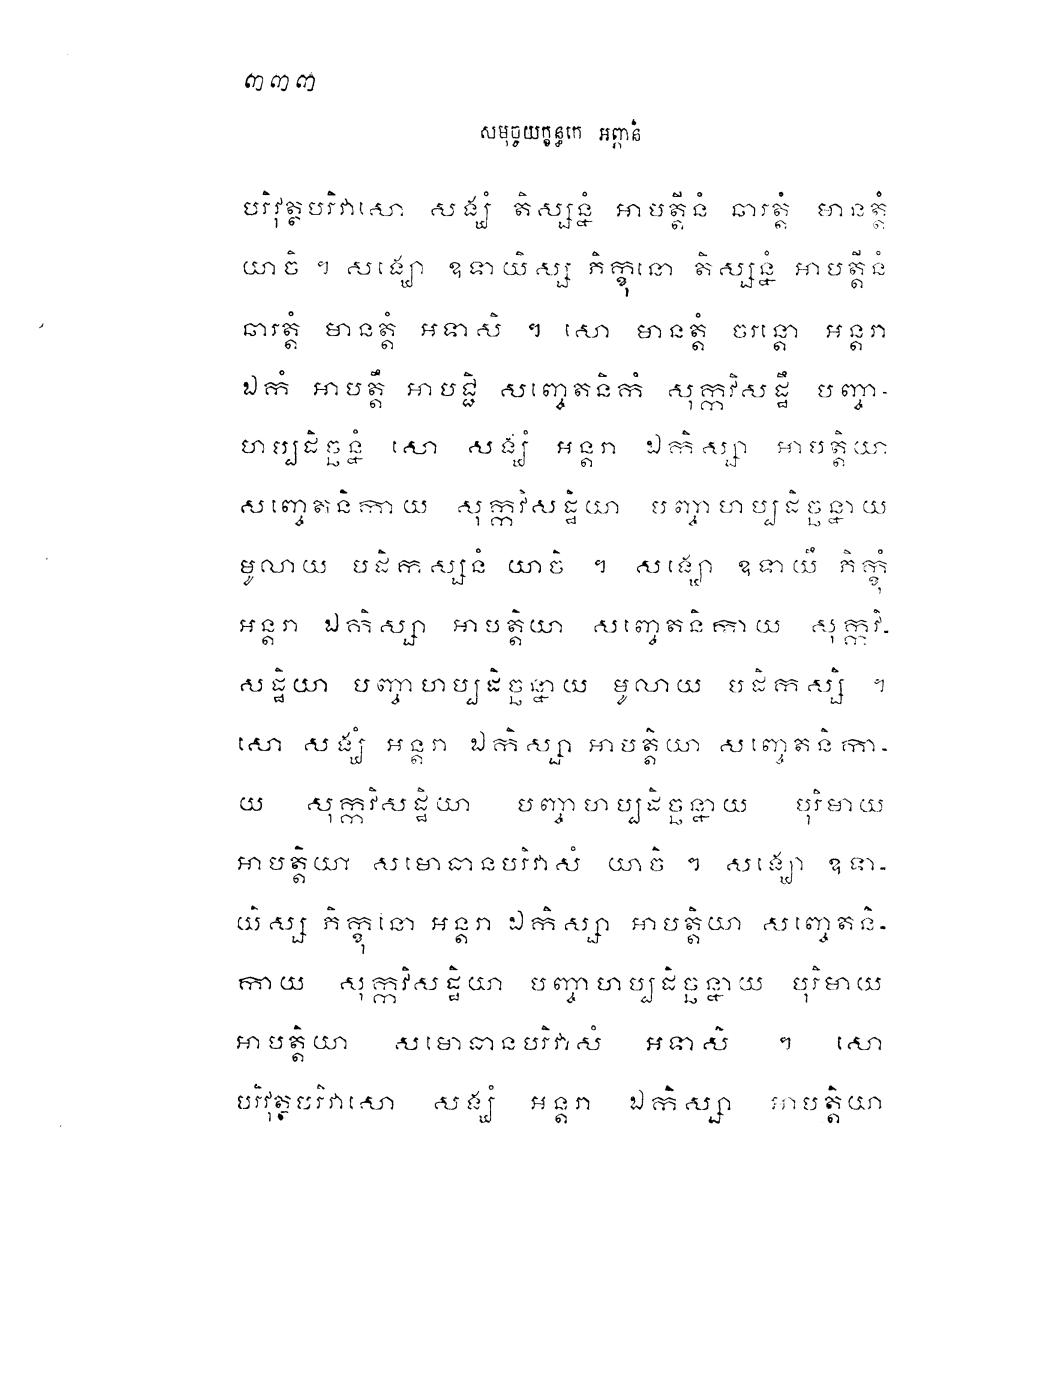 ៣៣៣
សមុច្ចយក្ខន្ធកេ អព្ភានំ
បរិវុត្ថបរិវាសោ សង្ឃំ តិស្សន្នំ អាបត្តីនំ ឆារត្តំ មានត្តំ
យាចិ ។ សង្ឃោ ឧទាយិស្ស ភិក្ខុនោ តិស្សន្នំ អាបត្តីនំ
ឆារត្តំ មានត្តំ អទាសិ ។ សោ មានត្តំ ចរន្តោ អន្តរា
ឯកំ អាបត្តឹ អាបជ្ជិ សញ្ចេតនិកំ សុក្កវិសដ្ឋឹ បញ្ចា-
ហប្បដិច្ឆន្នំ សោ សង្ឃំ អន្តរា ឯកិស្សា អាបត្តិយា
សញ្ចេតនិកាយ សុក្កវិសដ្ឋិយា បញ្ចាហប្បដិច្ឆន្នាយ
មូលាយ បដិកស្សនំ យាចិ ។ សង្ឃោ ឧទាយឹ ភិក្ខុំ
អន្តរា ឯកិស្សា អាបត្តិយា សញ្ចេតនិកាយ សុក្កវិ-
សដ្ឋិយា បញ្ចាហប្បដិច្ឆន្នាយ មូលាយ បដិកស្សិ ។
សោ សង្ឃំ អន្តរា ឯកិស្សា អាបត្តិយា សញ្ចេតនិកា-
យ សុក្កវិសដ្ឋិយា បញ្ចាហប្បដិច្ឆន្នាយ បុរិមាយ
អាបត្តិយា សមោធានបរិវាសំ យាចិ ។ សង្ឃោ ឧទា-
យិស្ស ភិក្ខុនោ អន្តរា ឯកិស្សា អាបត្តិយា សញ្ចេតនិ-
កាយ សុក្កវិសដ្ឋិយា បញ្ចាហប្បដិច្ឆន្នាយ បុរិមាយ
អាបត្តិយា សមោធានបរិវាសំ អទាសិ ។ សោ
បរិវុត្ថបរិវាសោ សង្ឃំ អន្តរា ឯកិស្សា អាបត្តិយា